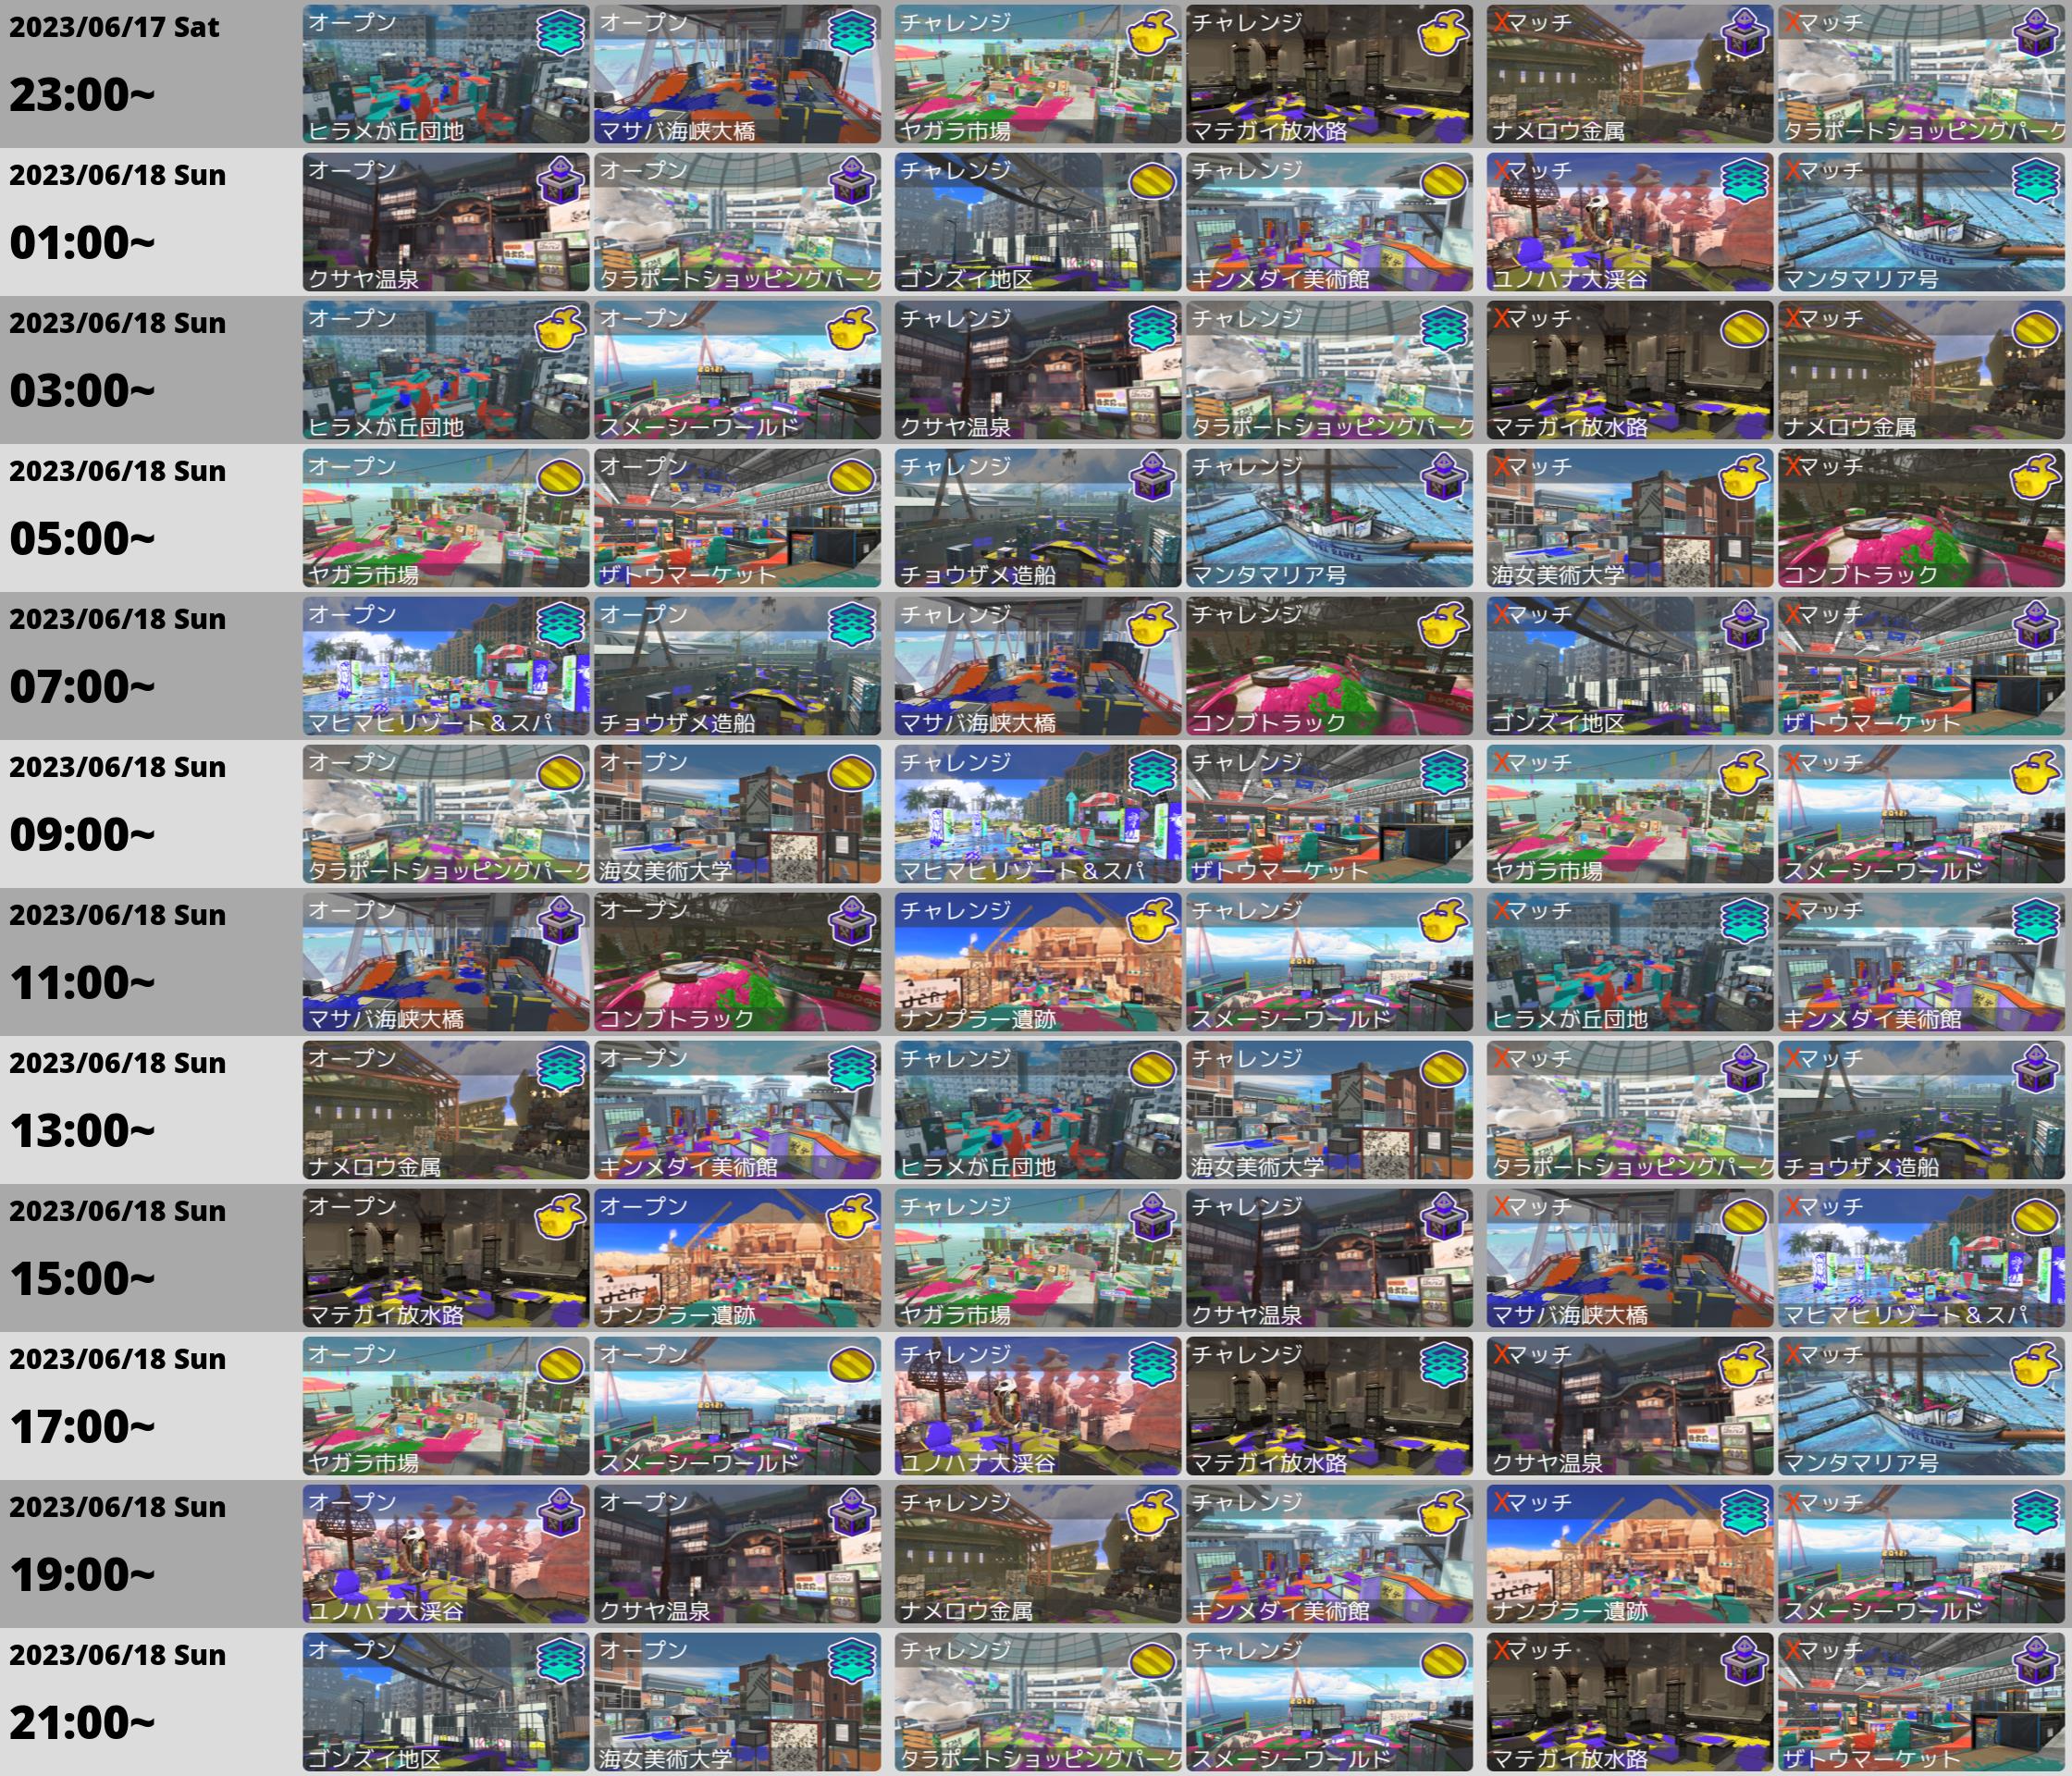 2023/06/17 Sat
23:00~
オープン オープン チャレンジ チャレンジ Xマッチ Xマッチ
ヒラメが丘団地 マサバ海峡大橋 ヤガラ市場 マテガイ放水路 ナメロウ金属 タラポートショッピングパーク
2023/06/18 Sun
01:00~
オープン オープン チャレンジ チャレンジ Xマッチ Xマッチ
クサヤ温泉 タラポートショッピングパーク ゴンズイ地区 キンメダイ美術館 ユノハナ大渓谷 マンタマリア号
2023/06/18 Sun
03:00~
オープン オープン チャレンジ チャレンジ Xマッチ Xマッチ
ヒラメが丘団地 スメーシーワールド クサヤ温泉 タラポートショッピングパーク マテガイ放水路 ナメロウ金属
2023/06/18 Sun
05:00~
オープン オープン チャレンジ チャレンジ Xマッチ Xマッチ
ヤガラ市場 ザトウマーケット チョウザメ造船 マンタマリア号 海女美術大学 コンブトラック
2023/06/18 Sun
07:00~
オープン オープン チャレンジ チャレンジ Xマッチ Xマッチ
マヒマヒリゾート＆スパ チョウザメ造船 マサバ海峡大橋 コンブトラック ゴンズイ地区 ザトウマーケット
2023/06/18 Sun
09:00~
オープン オープン チャレンジ チャレンジ Xマッチ Xマッチ
タラポートショッピングパーク 海女美術大学 マヒマヒリゾート＆スパ ザトウマーケット ヤガラ市場 スメーシーワールド
2023/06/18 Sun
11:00~
オープン オープン チャレンジ チャレンジ Xマッチ Xマッチ
マサバ海峡大橋 コンブトラック ナンプラー遺跡 スメーシーワールド ヒラメが丘団地 キンメダイ美術館
2023/06/18 Sun
13:00~
オープン オープン チャレンジ チャレンジ Xマッチ Xマッチ
ナメロウ金属 キンメダイ美術館 ヒラメが丘団地 海女美術大学 タラポートショッピングパーク チョウザメ造船
2023/06/18 Sun
15:00~
オープン オープン チャレンジ チャレンジ Xマッチ Xマッチ
マテガイ放水路 ナンプラー遺跡 ヤガラ市場 クサヤ温泉 マサバ海峡大橋 マヒマヒリゾート＆スパ
2023/06/18 Sun
17:00~
オープン オープン チャレンジ チャレンジ Xマッチ Xマッチ
ヤガラ市場 スメーシーワールド ユノハナ大渓谷 マテガイ放水路 クサヤ温泉 マンタマリア号
2023/06/18 Sun
19:00~
オープン オープン チャレンジ チャレンジ Xマッチ Xマッチ
ユノハナ大渓谷 クサヤ温泉 ナメロウ金属 キンメダイ美術館 ナンプラー遺跡 スメーシーワールド
2023/06/18 Sun
21:00~
オープン オープン チャレンジ チャレンジ Xマッチ Xマッチ
ゴンズイ地区 海女美術大学 タラポートショッピングパーク スメーシーワールド マテガイ放水路 ザトウマーケット